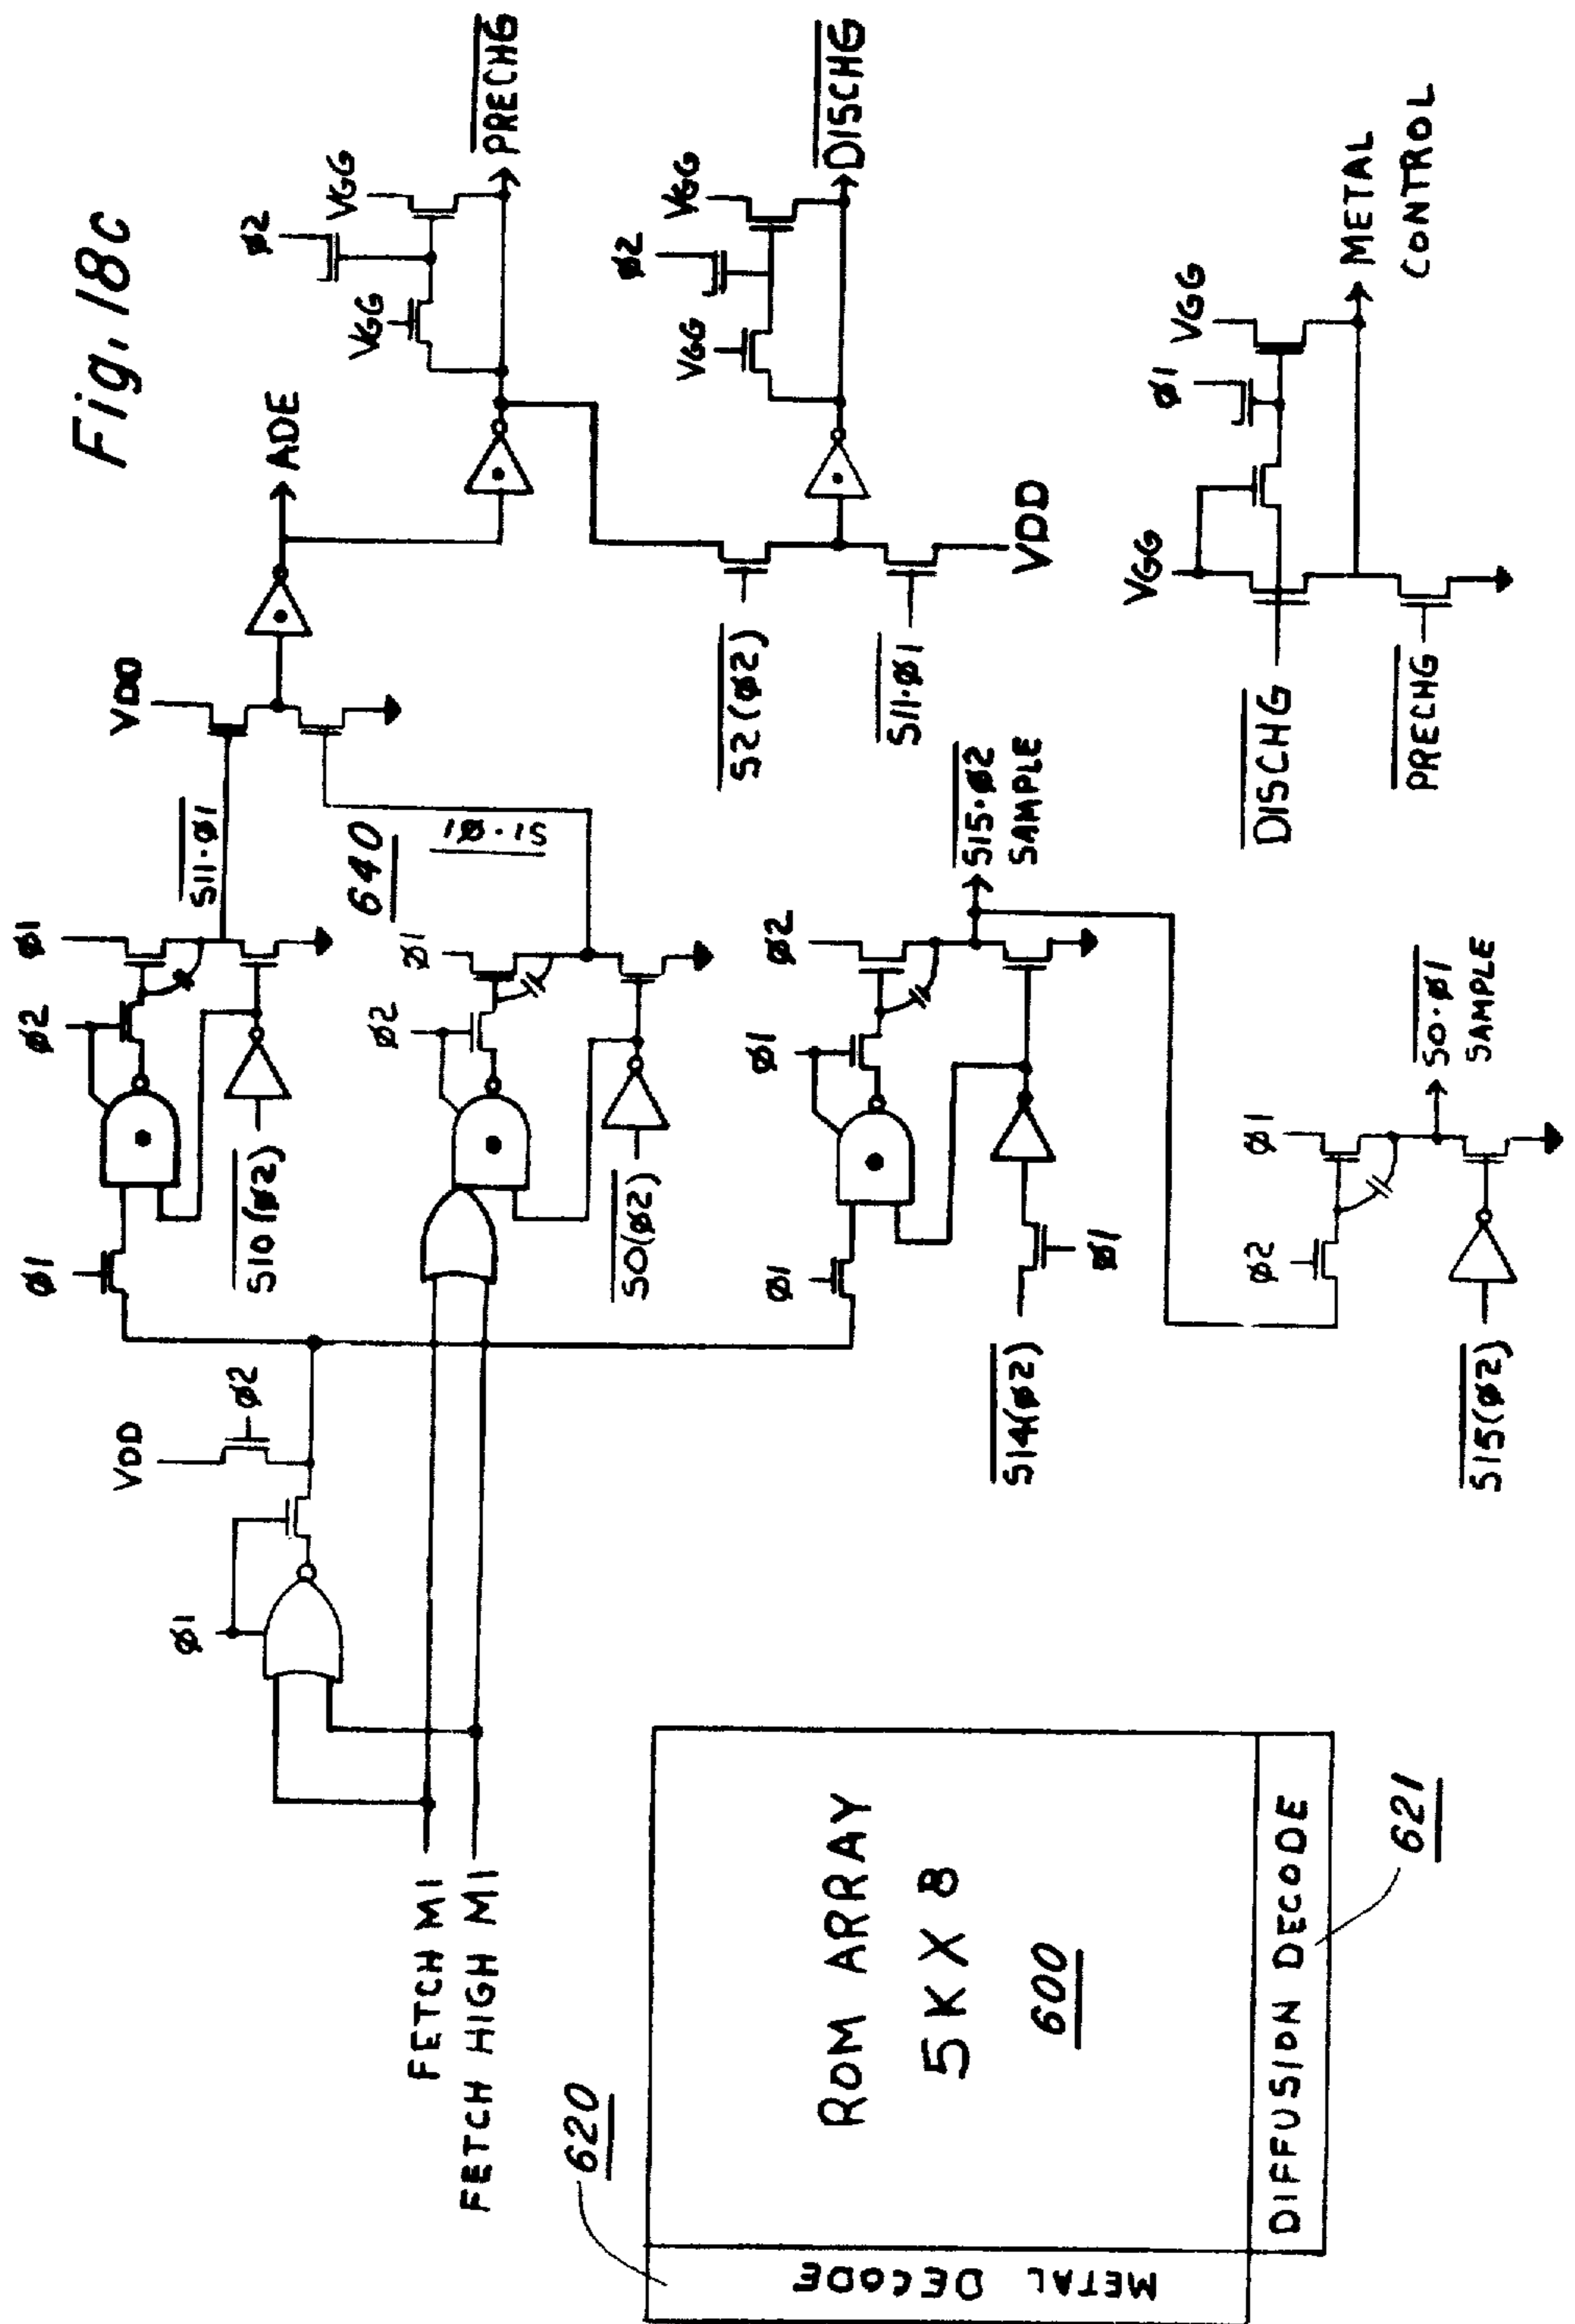 Fig. 18C
VDD
ø2
ø1
ø1
S10(ø2)
ø2
ø1
S11·ø1
VDD
ADE
VGG
ø2
VGG
PRECHG
FETCH M1
FETCH HIGH M1
S0(ø2)
ø2
ø1
640
S1·ø1
S2(ø2)
S11·ø1
VDD
VGG
ø2
VGG
DISCHG
620
METAL DECODE
ROM ARRAY
5K X 8
600
DIFFUSION DECODE
621
ø1
S14(ø2)
ø1
ø1
ø2
S15·ø2
SAMPLE
S15(ø2)
ø2
ø1
S0·ø1
SAMPLE
DISCHG
PRECHG
VGG
ø1
VGG
METAL
CONTROL